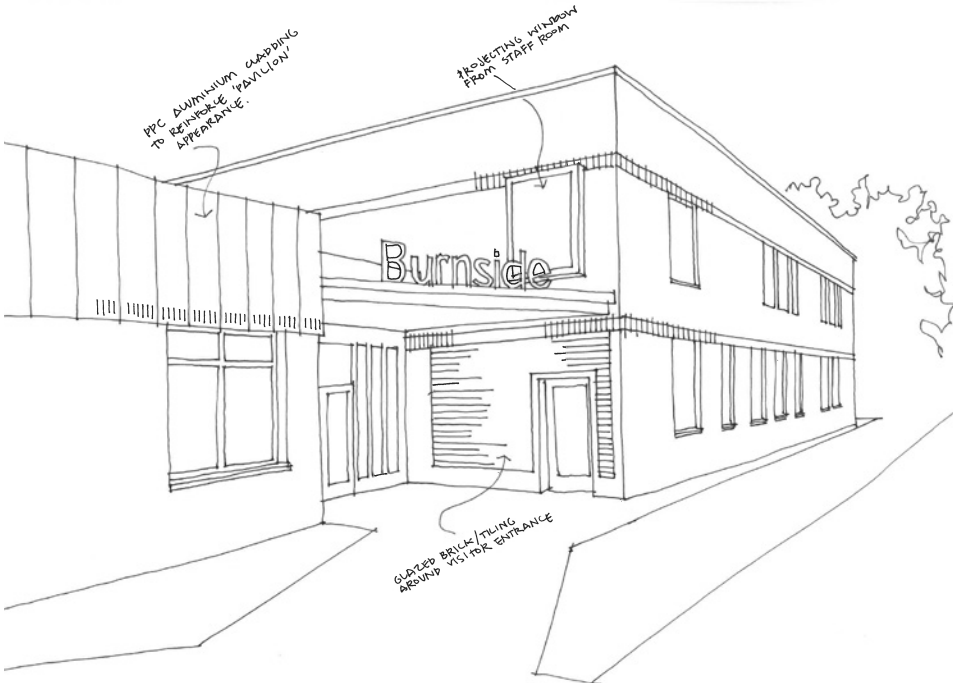 PPC ALUMINIUM CLADDING
TO REINFORCE 'PAVILION'
APPEARANCE.
PROJECTING WINDOW
FROM STAFF ROOM
Burnside
GLAZED BRICK/TILING
AROUND VISITOR ENTRANCE